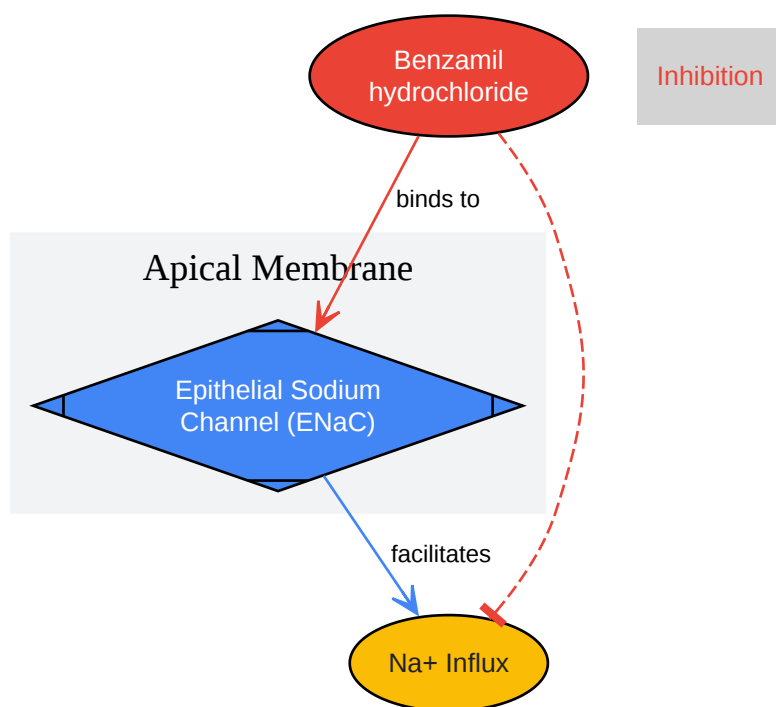 Benzamil
hydrochloride
Inhibition
binds to
Apical Membrane
Epithelial Sodium
Channel (ENaC)
facilitates
Na+ Influx